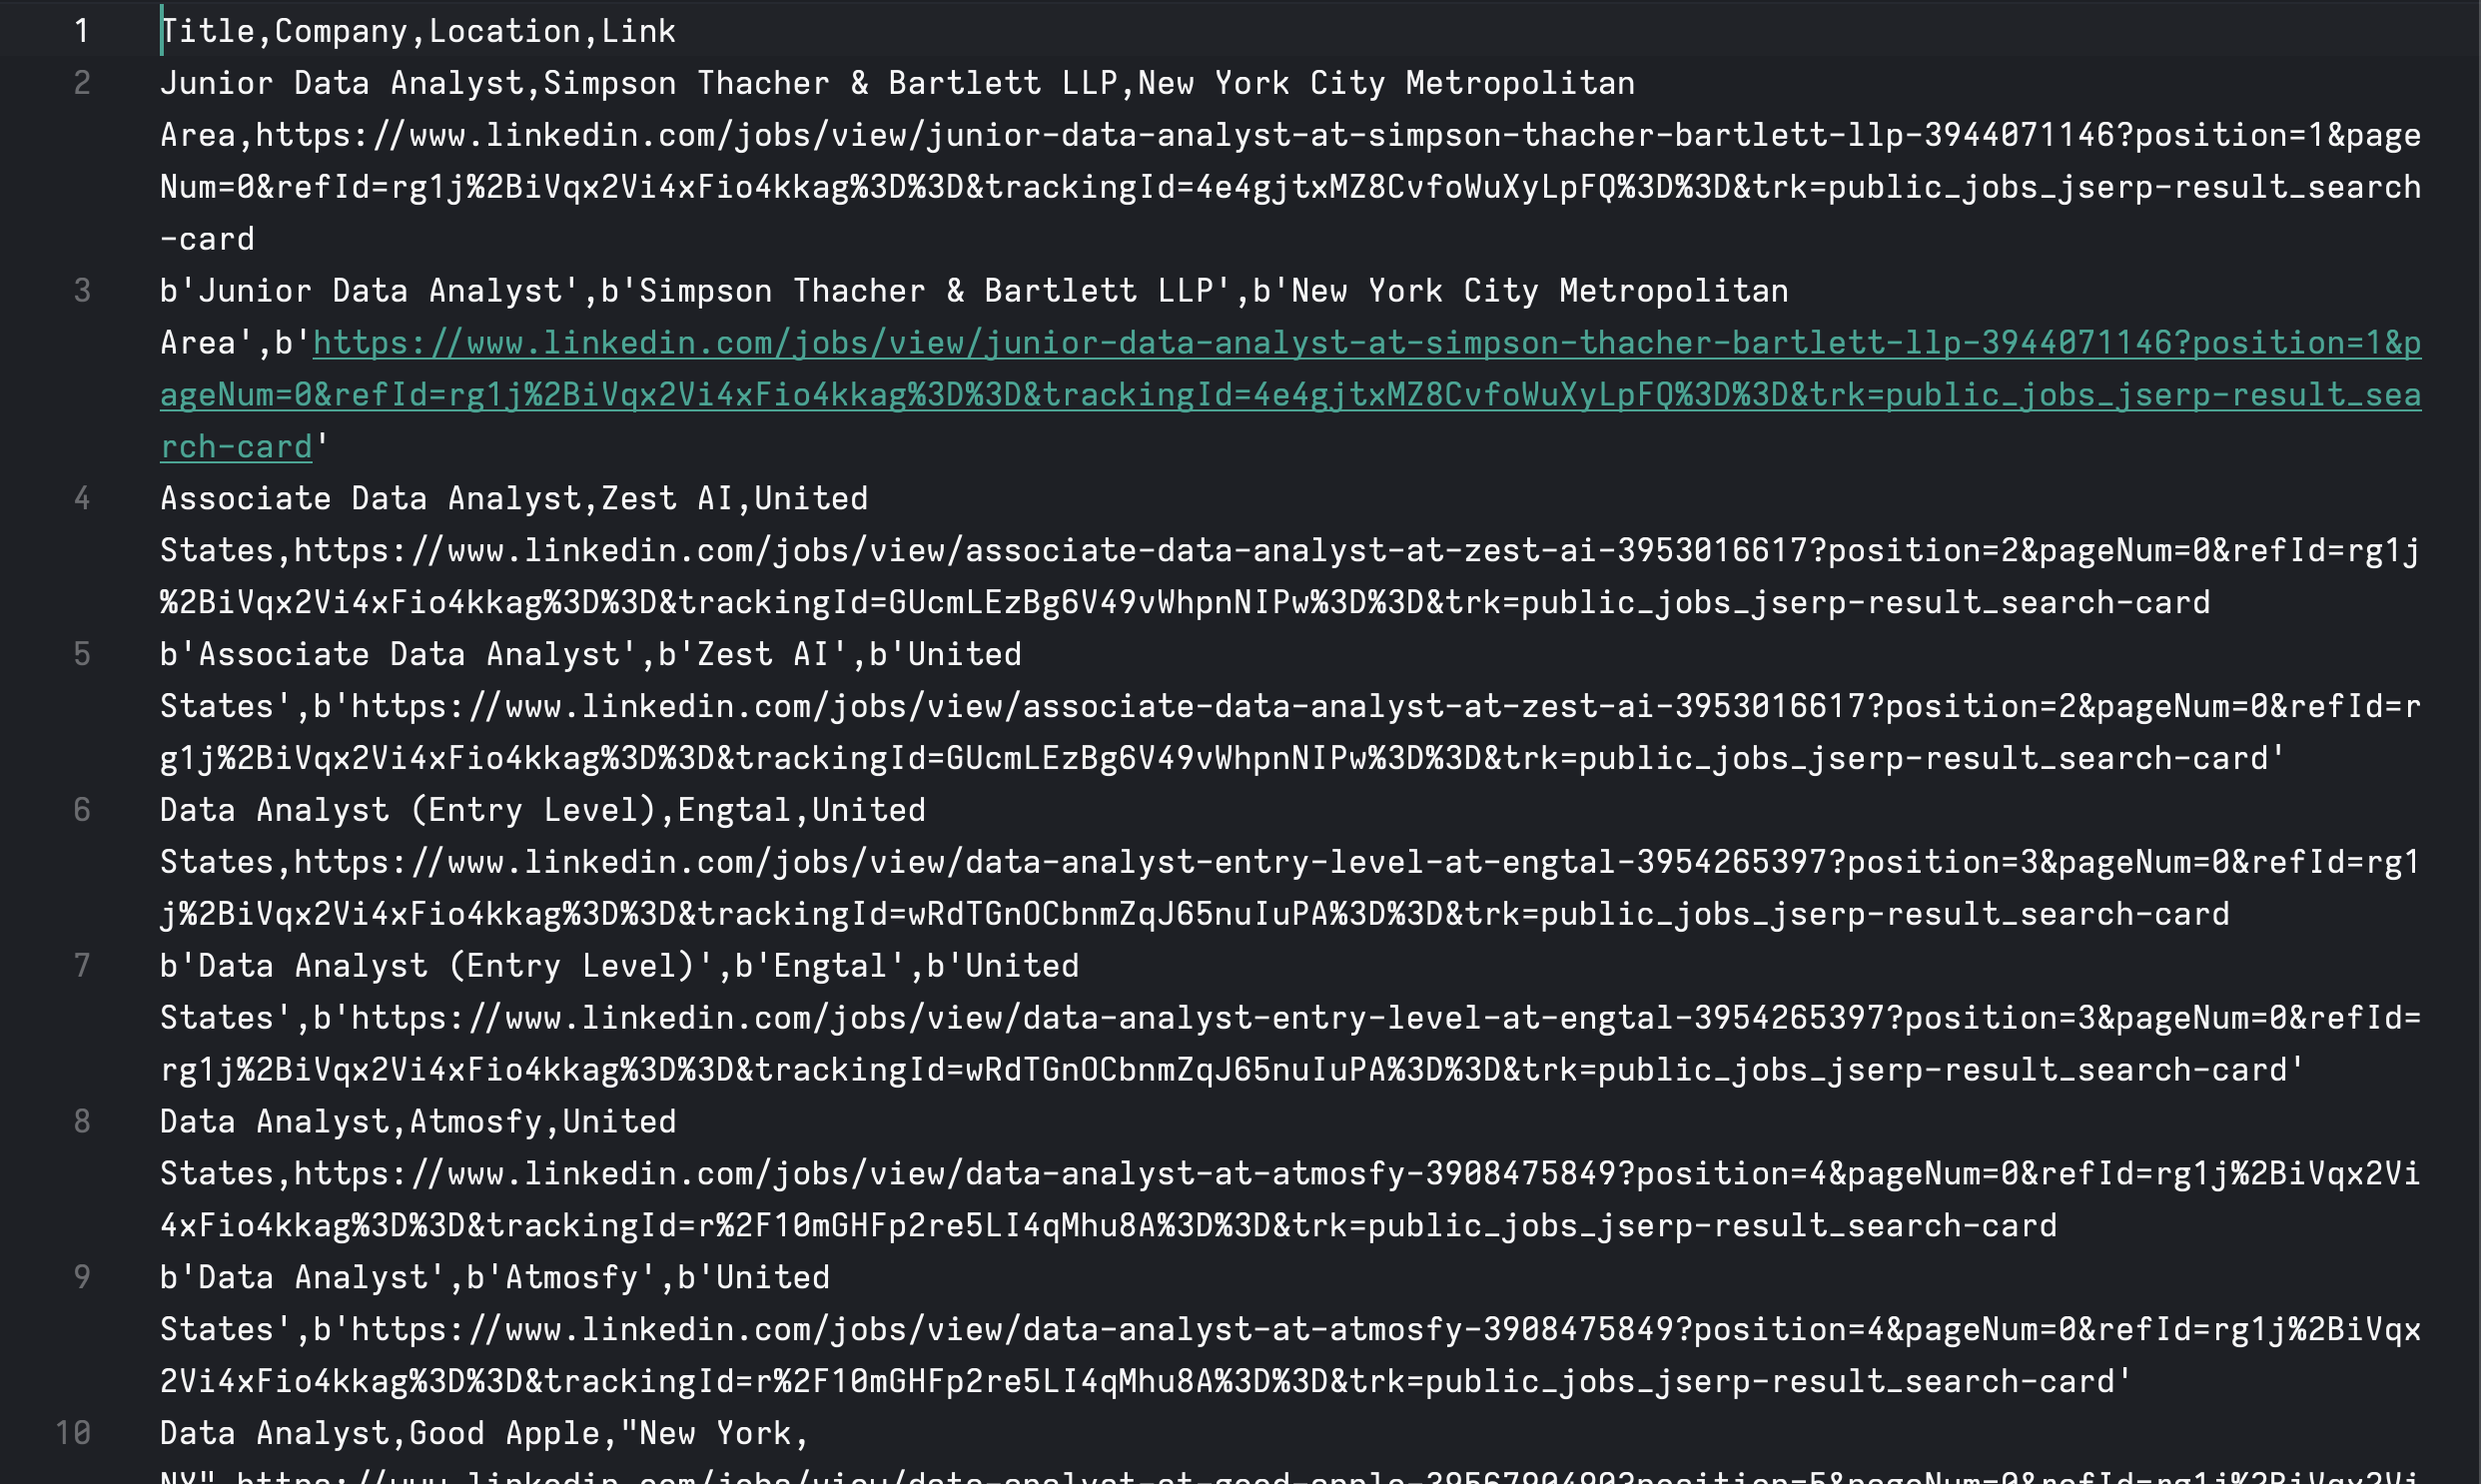 1 Title,Company,Location,Link
2 Junior Data Analyst,Simpson Thacher & Bartlett LLP,New York City Metropolitan
Area,https://www.linkedin.com/jobs/view/junior-data-analyst-at-simpson-thacher-bartlett-llp-3944071146?position=1&page
Num=0&refId=rg1j%2BiVqx2Vi4xFio4kkag%3D%3D&trackingId=4e4gjtxMZ8CvfoWuXyLpFQ%3D%3D&trk=public_jobs_jserp-result_search
-card
3 b'Junior Data Analyst',b'Simpson Thacher & Bartlett LLP',b'New York City Metropolitan
Area',b'https://www.linkedin.com/jobs/view/junior-data-analyst-at-simpson-thacher-bartlett-llp-3944071146?position=1&p
ageNum=0&refId=rg1j%2BiVqx2Vi4xFio4kkag%3D%3D&trackingId=4e4gjtxMZ8CvfoWuXyLpFQ%3D%3D&trk=public_jobs_jserp-result_sea
rch-card'
4 Associate Data Analyst,Zest AI,United
States,https://www.linkedin.com/jobs/view/associate-data-analyst-at-zest-ai-3953016617?position=2&pageNum=0&refId=rg1j
%2BiVqx2Vi4xFio4kkag%3D%3D&trackingId=GUcmLEzBg6V49vWhpnNIPw%3D%3D&trk=public_jobs_jserp-result_search-card
5 b'Associate Data Analyst',b'Zest AI',b'United
States',b'https://www.linkedin.com/jobs/view/associate-data-analyst-at-zest-ai-3953016617?position=2&pageNum=0&refId=r
g1j%2BiVqx2Vi4xFio4kkag%3D%3D&trackingId=GUcmLEzBg6V49vWhpnNIPw%3D%3D&trk=public_jobs_jserp-result_search-card'
6 Data Analyst (Entry Level),Engtal,United
States,https://www.linkedin.com/jobs/view/data-analyst-entry-level-at-engtal-3954265397?position=3&pageNum=0&refId=rg1
j%2BiVqx2Vi4xFio4kkag%3D%3D&trackingId=wRdTGnOCbnmZqJ65nuIuPA%3D%3D&trk=public_jobs_jserp-result_search-card
7 b'Data Analyst (Entry Level)',b'Engtal',b'United
States',b'https://www.linkedin.com/jobs/view/data-analyst-entry-level-at-engtal-3954265397?position=3&pageNum=0&refId=
rg1j%2BiVqx2Vi4xFio4kkag%3D%3D&trackingId=wRdTGnOCbnmZqJ65nuIuPA%3D%3D&trk=public_jobs_jserp-result_search-card'
8 Data Analyst,Atmosfy,United
States,https://www.linkedin.com/jobs/view/data-analyst-at-atmosfy-3908475849?position=4&pageNum=0&refId=rg1j%2BiVqx2Vi
4xFio4kkag%3D%3D&trackingId=r%2F10mGHFp2re5LI4qMhu8A%3D%3D&trk=public_jobs_jserp-result_search-card
9 b'Data Analyst',b'Atmosfy',b'United
States',b'https://www.linkedin.com/jobs/view/data-analyst-at-atmosfy-3908475849?position=4&pageNum=0&refId=rg1j%2BiVqx
2Vi4xFio4kkag%3D%3D&trackingId=r%2F10mGHFp2re5LI4qMhu8A%3D%3D&trk=public_jobs_jserp-result_search-card'
10 Data Analyst,Good Apple,"New York,